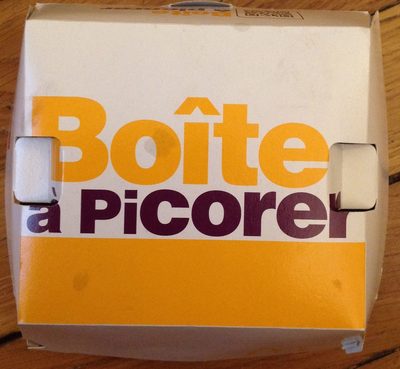 Boîte
à Picorer